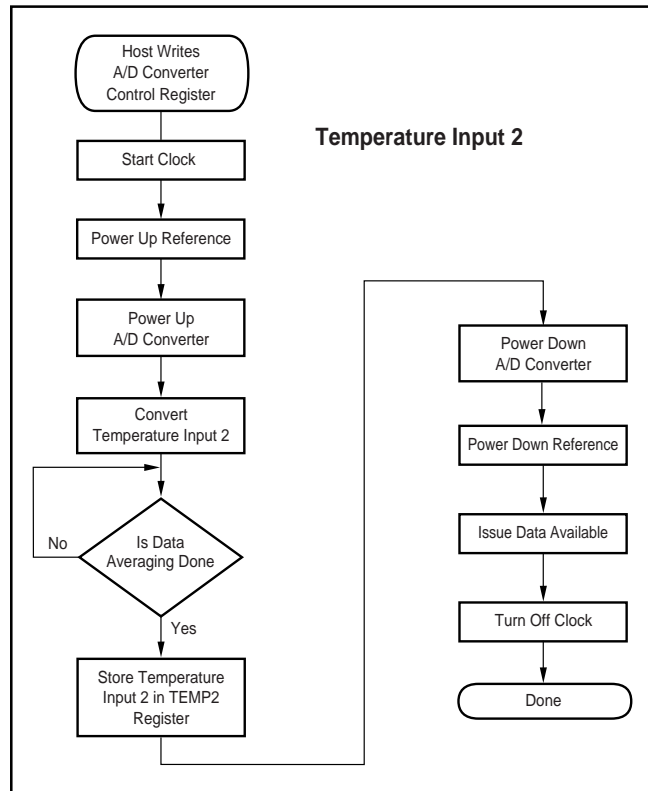 Host Writes
A/D Converter
Control Register
Temperature Input 2
Start Clock
Power Up Reference
Power Up
A/D Converter
Convert
Temperature Input 2
No
Is Data
Averaging Done
Yes
Store Temperature
Input 2 in TEMP2
Register
Power Down
A/D Converter
Power Down Reference
Issue Data Available
Turn Off Clock
Done